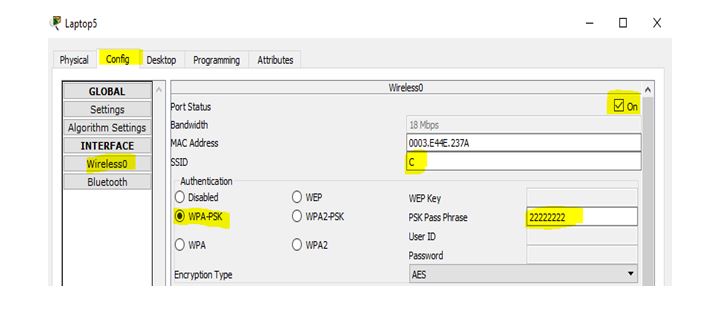 Laptop5
Physical Config Desktop Programming Attributes
GLOBAL
Settings
Algorithm Settings
INTERFACE
Wireless0
Bluetooth
Wireless0
Port Status On
Bandwidth 18 Mbps
MAC Address 0003.E44E.237A
SSID C
Authentication
Disabled WEP WEP Key
WPA-PSK WPA2-PSK PSK Pass Phrase 22222222
User ID
WPA WPA2
Password
Encryption Type AES